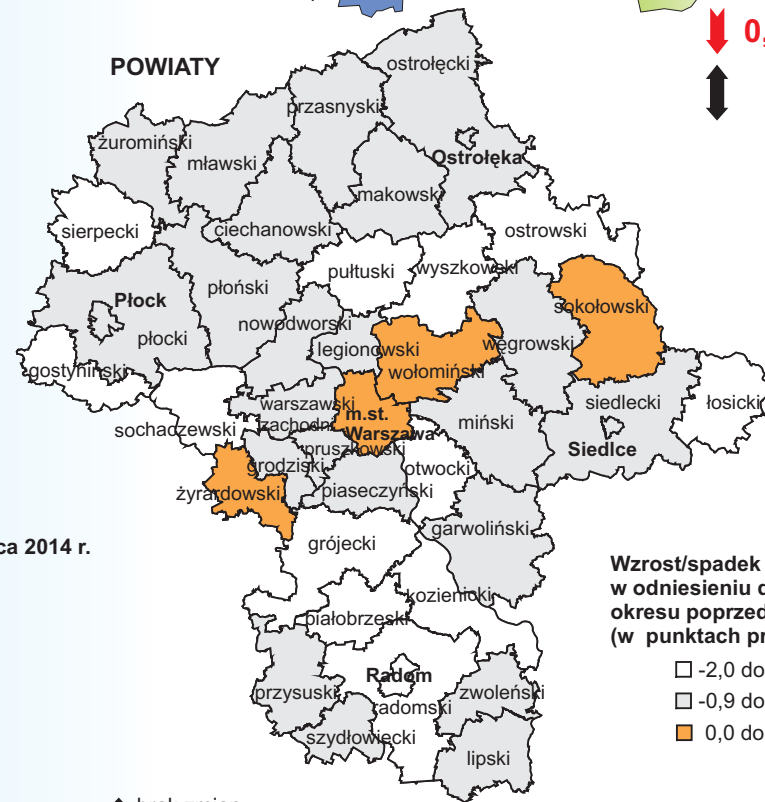 0,
POWIATY
ostrołęcki
przasnyski
żuromiński
mławski
Ostrołęka
makowski
sierpecki
ciechanowski
ostrowski
pułtuski
wyszkowski
Płock
płoński
sokołowski
nowodworski
płocki
legionowski
węgrowski
gostyniński
wołomiński
warszawski
zachodni
siedlecki
łosicki
m.st.
Warszawa
sochaczewski
miński
Siedlce
pruszkowski
grodziski
otwocki
żyrardowski
piaseczyński
garwoliński
grójecki
ca 2014 r.
kozienicki
białobrzeski
Radom
przysuski
zwoleński
radomski
szydłowiecki
lipski
Wzrost/spadek
w odniesieniu d
okresu poprzed
(w punktach pr
-2,0 do
-0,9 do
0,0 do
brak zmian